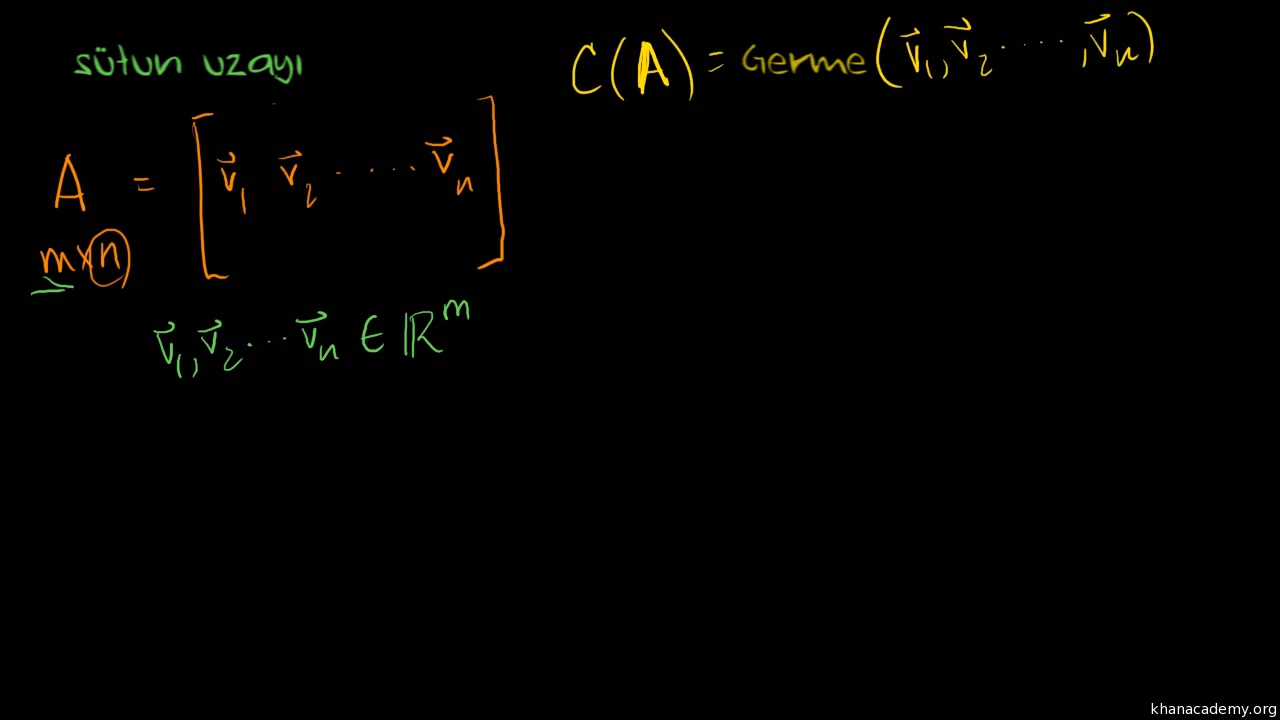 sütun uzayı
C(A) = Germe(v⃗₁, v⃗₂ ⋯⋯, v⃗ₙ)
A = [v⃗₁ v⃗₂ ⋯⋯ v⃗ₙ]
m×n
v⃗₁, v⃗₂ ⋯ v⃗ₙ ∈ ℝᵐ
khanacademy.org